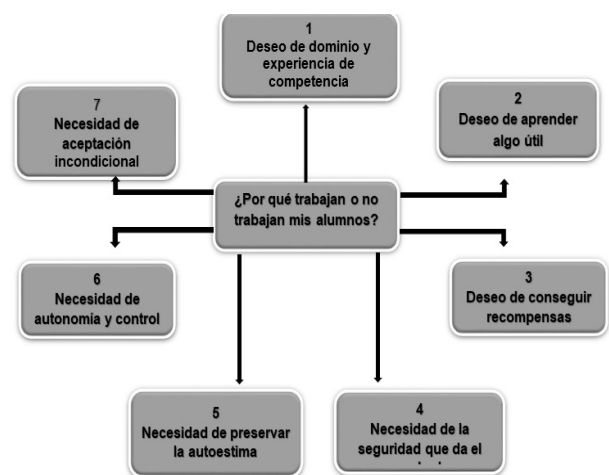 1
Deseo de dominio y
experiencia de
competencia
2
Deseo de aprender
algo útil
7
Necesidad de
aceptación
incondicional
¿Por qué trabajan o no
trabajan mis alumnos?
6
Necesidad de
autonomía y control
3
Deseo de conseguir
recompensas
5
Necesidad de preservar
la autoestima
4
Necesidad de la
seguridad que da el